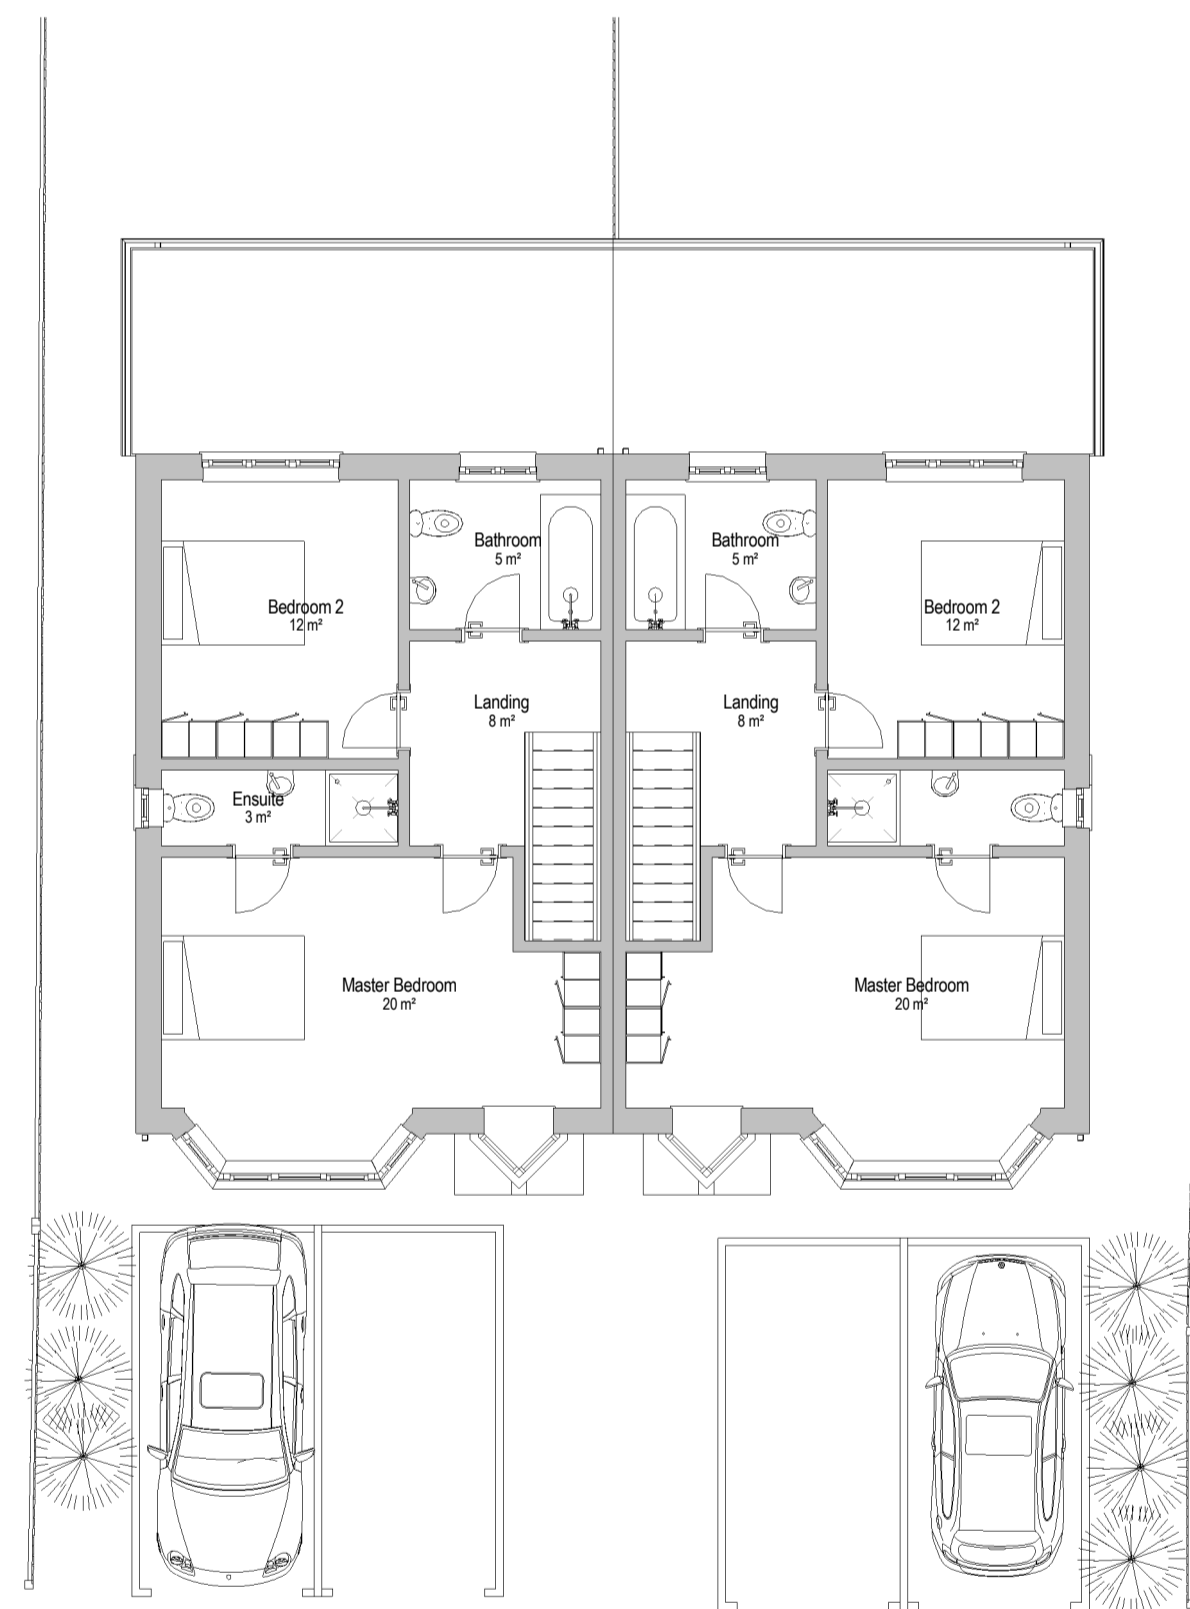 Bathroom
5 m²
Bathroom
5 m²
Bedroom 2
12 m²
Bedroom 2
12 m²
Landing
8 m²
Landing
8 m²
Ensuite
3 m²
Master Bedroom
20 m²
Master Bedroom
20 m²